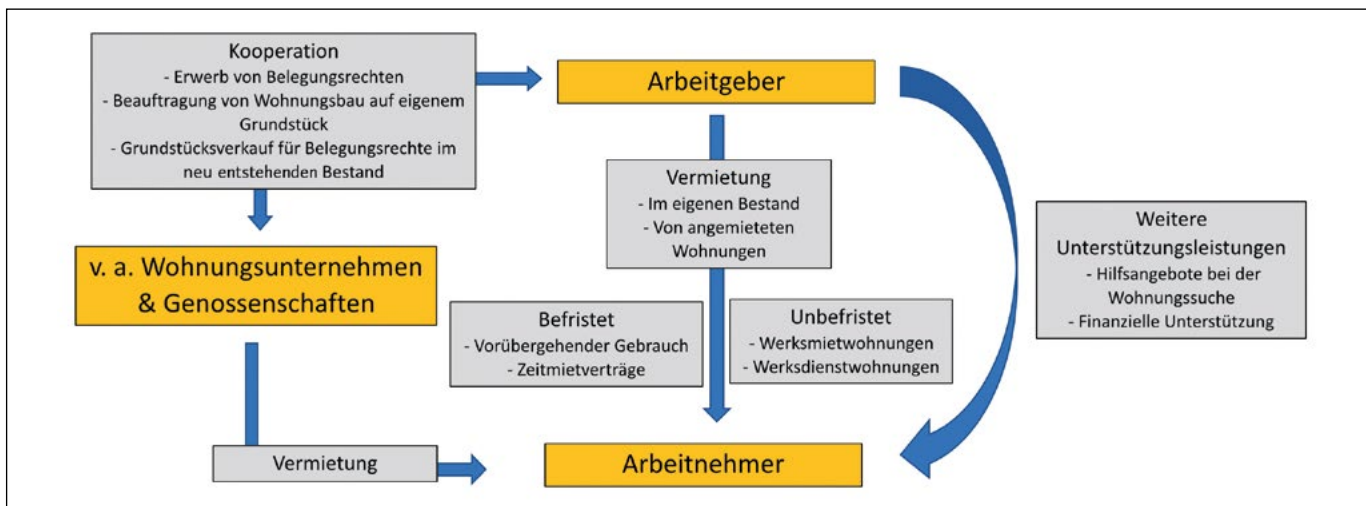 Kooperation
- Erwerb von Belegungsrechten
- Beauftragung von Wohnungsbau auf eigenem
Grundstück
- Grundstücksverkauf für Belegungsrechte im
neu entstehenden Bestand
Arbeitgeber
Vermietung
- Im eigenen Bestand
- Von angemieteten
Wohnungen
Weitere
Unterstützungsleistungen
- Hilfsangebote bei der
Wohnungssuche
- Finanzielle Unterstützung
v. a. Wohnungsunternehmen
& Genossenschaften
Befristet
- Vorübergehender Gebrauch
- Zeitmietverträge
Unbefristet
- Werksmietwohnungen
- Werksdienstwohnungen
Vermietung
Arbeitnehmer